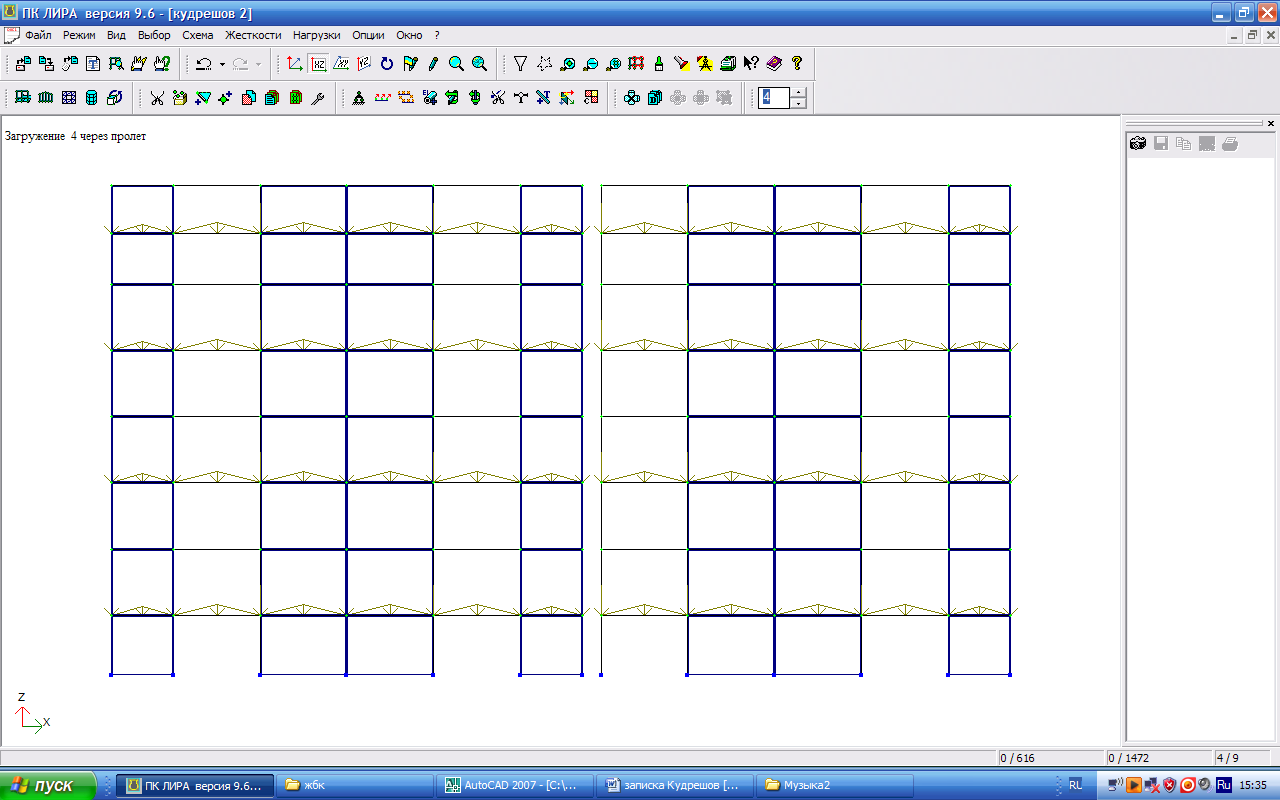 ПК ЛИРА версия 9.6 - [кудрешов 2]
Файл Режим Вид Выбор Схема Жесткости Нагрузки Опции Окно ?
4
Загружение 4 через пролет
Z
X
0 / 616 0 / 1472 4 / 9
пуск ПК ЛИРА версия 9.6... жбк AutoCAD 2007 - [C:\... записка Кудрешов [... Музыка2 RL Ru 15:35